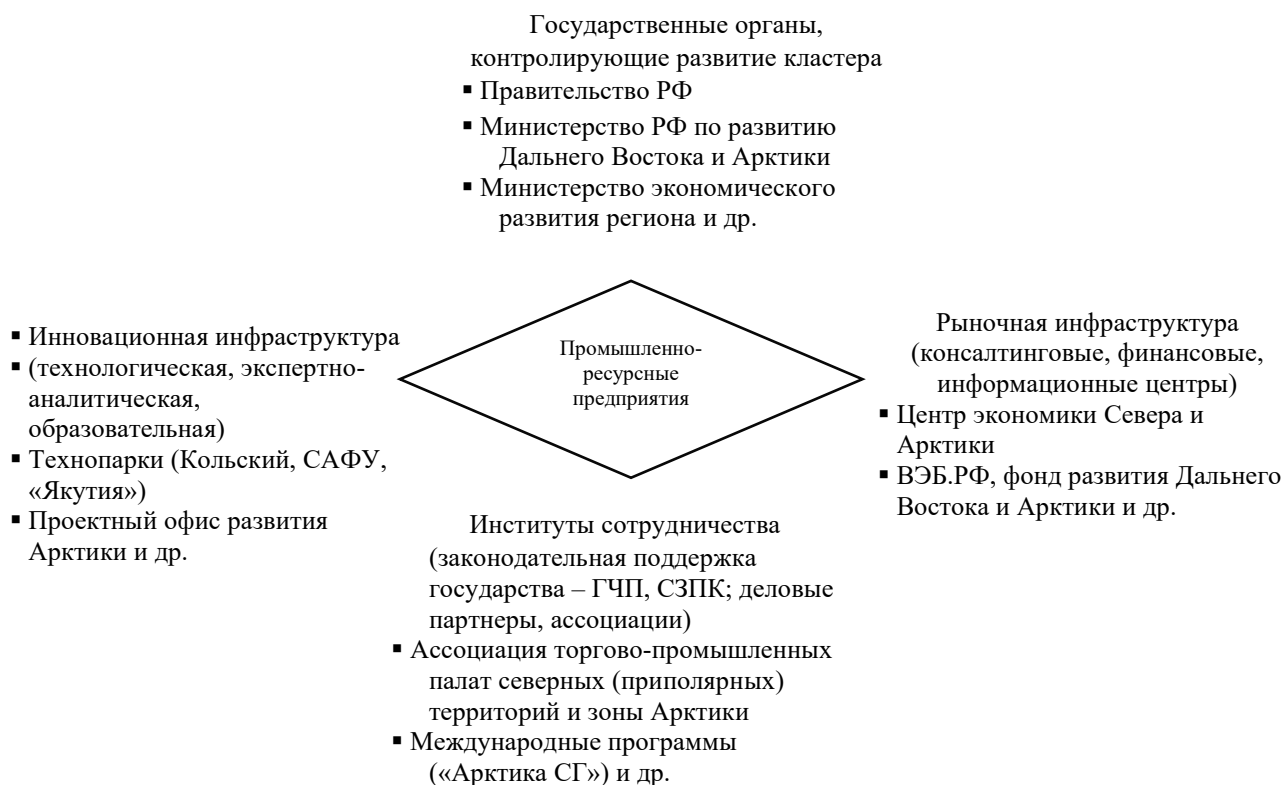 Государственные органы,
контролирующие развитие кластера
▪ Правительство РФ
▪ Министерство РФ по развитию
Дальнего Востока и Арктики
▪ Министерство экономического
развития региона и др.
▪ Инновационная инфраструктура
▪ (технологическая, экспертно-
аналитическая,
образовательная)
▪ Технопарки (Кольский, САФУ,
«Якутия»)
▪ Проектный офис развития
Арктики и др.
Промышленно-
ресурсные
предприятия
Рыночная инфраструктура
(консалтинговые, финансовые,
информационные центры)
▪ Центр экономики Севера и
Арктики
▪ ВЭБ.РФ, фонд развития Дальнего
Востока и Арктики и др.
Институты сотрудничества
(законодательная поддержка
государства – ГЧП, СЗПК; деловые
партнеры, ассоциации)
▪ Ассоциация торгово-промышленных
палат северных (приполярных)
территорий и зоны Арктики
▪ Международные программы
(«Арктика СГ») и др.